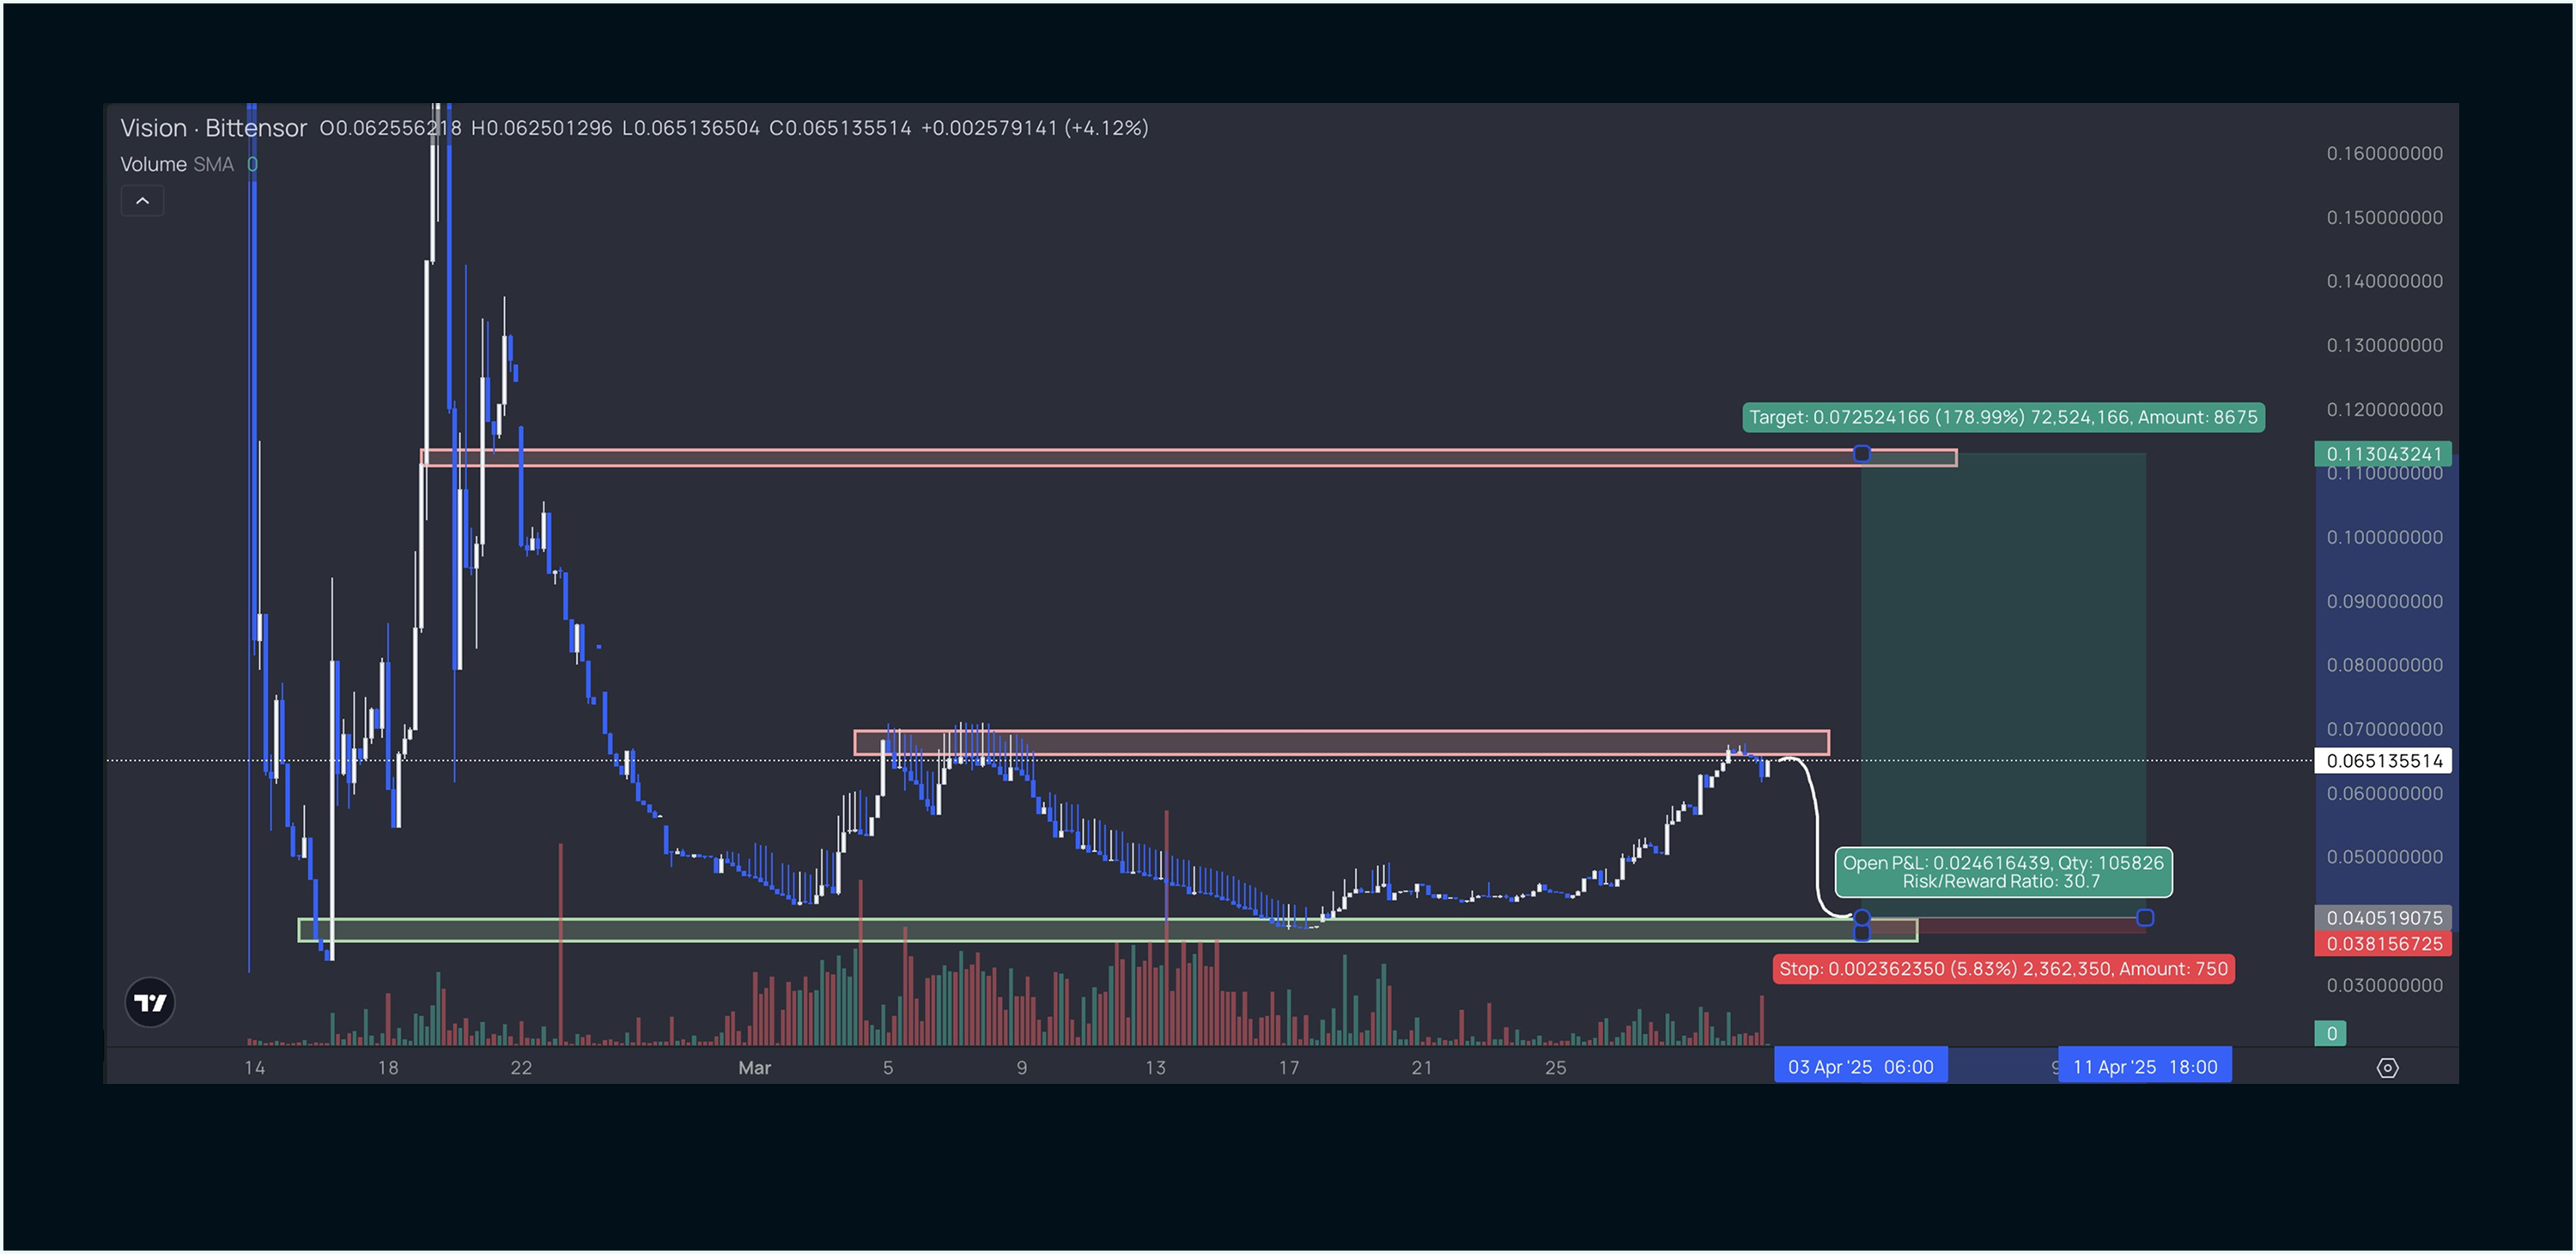 Vision · Bittensor O0.062556218 H0.062501296 L0.065136504 C0.065135514 +0.002579141 (+4.12%)
Volume SMA 0
0.160000000
0.150000000
0.140000000
0.130000000
0.120000000
Target: 0.072524166 (178.99%) 72,524,166, Amount: 8675
0.113043241
0.110000000
0.100000000
0.090000000
0.080000000
0.070000000
0.065135514
0.060000000
0.050000000
Open P&L: 0.024616439, Qty: 105826
Risk/Reward Ratio: 30.7
0.040519075
0.038156725
Stop: 0.002362350 (5.83%) 2,362,350, Amount: 750
0.030000000
0
14 18 22 Mar 5 9 13 17 21 25 03 Apr '25 06:00 9 11 Apr '25 18:00